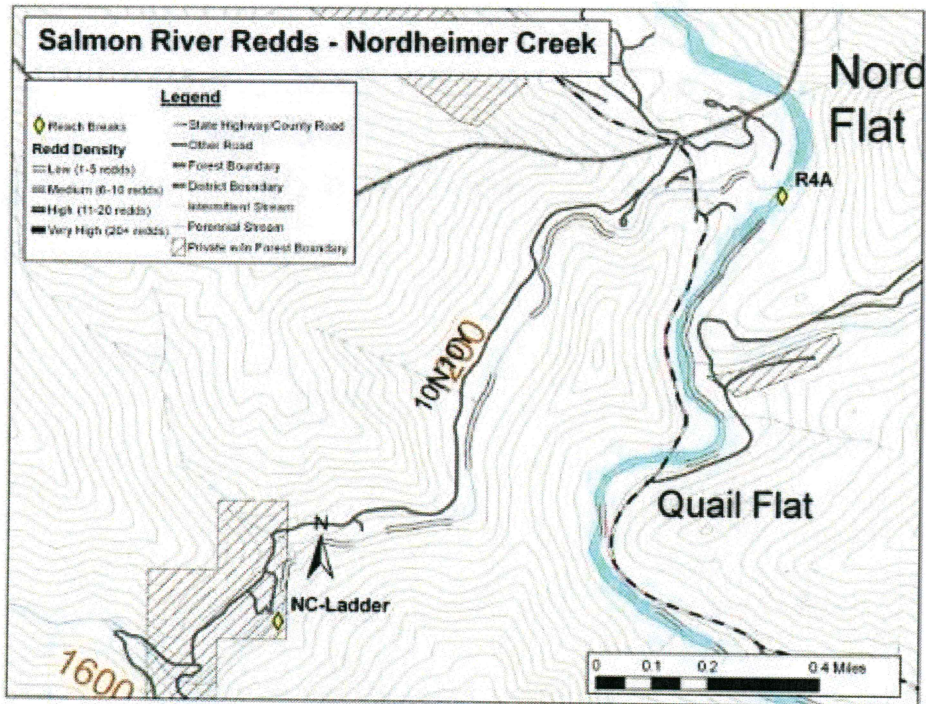 Salmon River Redds - Nordheimer Creek
Legend
Reach Breaks
Redd Density
Low (1-5 redds)
Medium (6-10 redds)
High (11-20 redds)
Very High (20+ redds)
State Highway/County Road
Other Road
Forest Boundary
District Boundary
Intermittent Stream
Perennial Stream
Private w/in Forest Boundary
Nord
Flat
R4A
10N10Y
1200
Quail Flat
N
NC-Ladder
1600
0 0.1 0.2 0.4 Miles